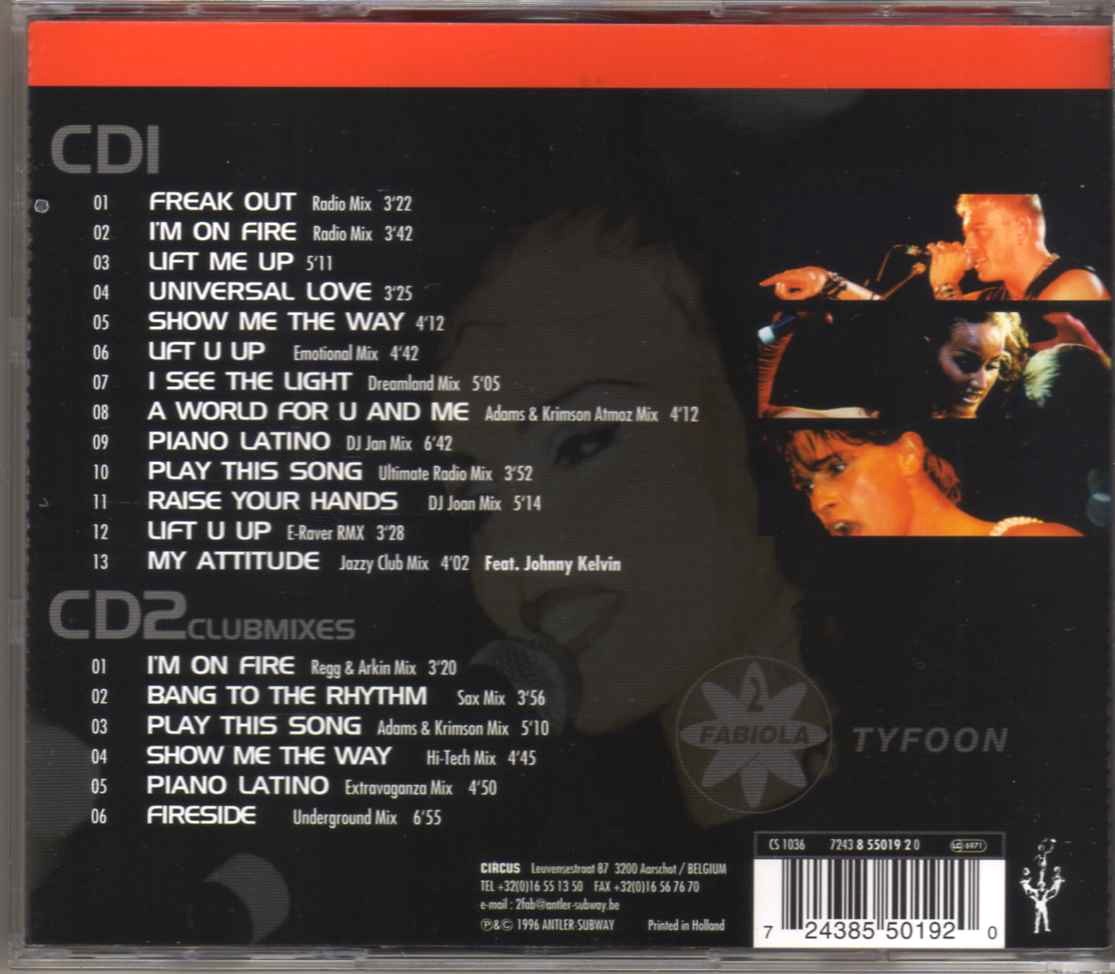 CD1
01 FREAK OUT Radio Mix 3'22
02 I'M ON FIRE Radio Mix 3'42
03 LIFT ME UP 5'11
04 UNIVERSAL LOVE 3'25
05 SHOW ME THE WAY 4'12
06 LIFT U UP Emotional Mix 4'42
07 I SEE THE LIGHT Dreamland Mix 5'05
08 A WORLD FOR U AND ME Adams & Krimson Atmoz Mix 4'12
09 PIANO LATINO DJ Jan Mix 6'42
10 PLAY THIS SONG Ultimate Radio Mix 3'52
11 RAISE YOUR HANDS DJ Joan Mix 5'14
12 LIFT U UP E-Raver RMX 3'28
13 MY ATTITUDE Jazzy Club Mix 4'02 Feat. Johnny Kelvin
CD2 CLUBMIXES
01 I'M ON FIRE Regg & Arkin Mix 3'20
02 BANG TO THE RHYTHM Sax Mix 3'56
03 PLAY THIS SONG Adams & Krimson Mix 5'10
04 SHOW ME THE WAY Hi-Tech Mix 4'45
05 PIANO LATINO Extravaganza Mix 4'50
06 FIRESIDE Underground Mix 6'55
2
FABIOLA
TYFOON
CIRCUS Leuvensestraat 87 3200 Aarschot / BELGIUM
TEL +32(0)16 55 13 50 FAX +32(0)16 56 76 70
e-mail : 2fab@antler-subway.be
℗&© 1996 ANTLER-SUBWAY Printed in Holland
CS 1036 7243 8 55019 2 0 LC 6971
7 24385 50192 0